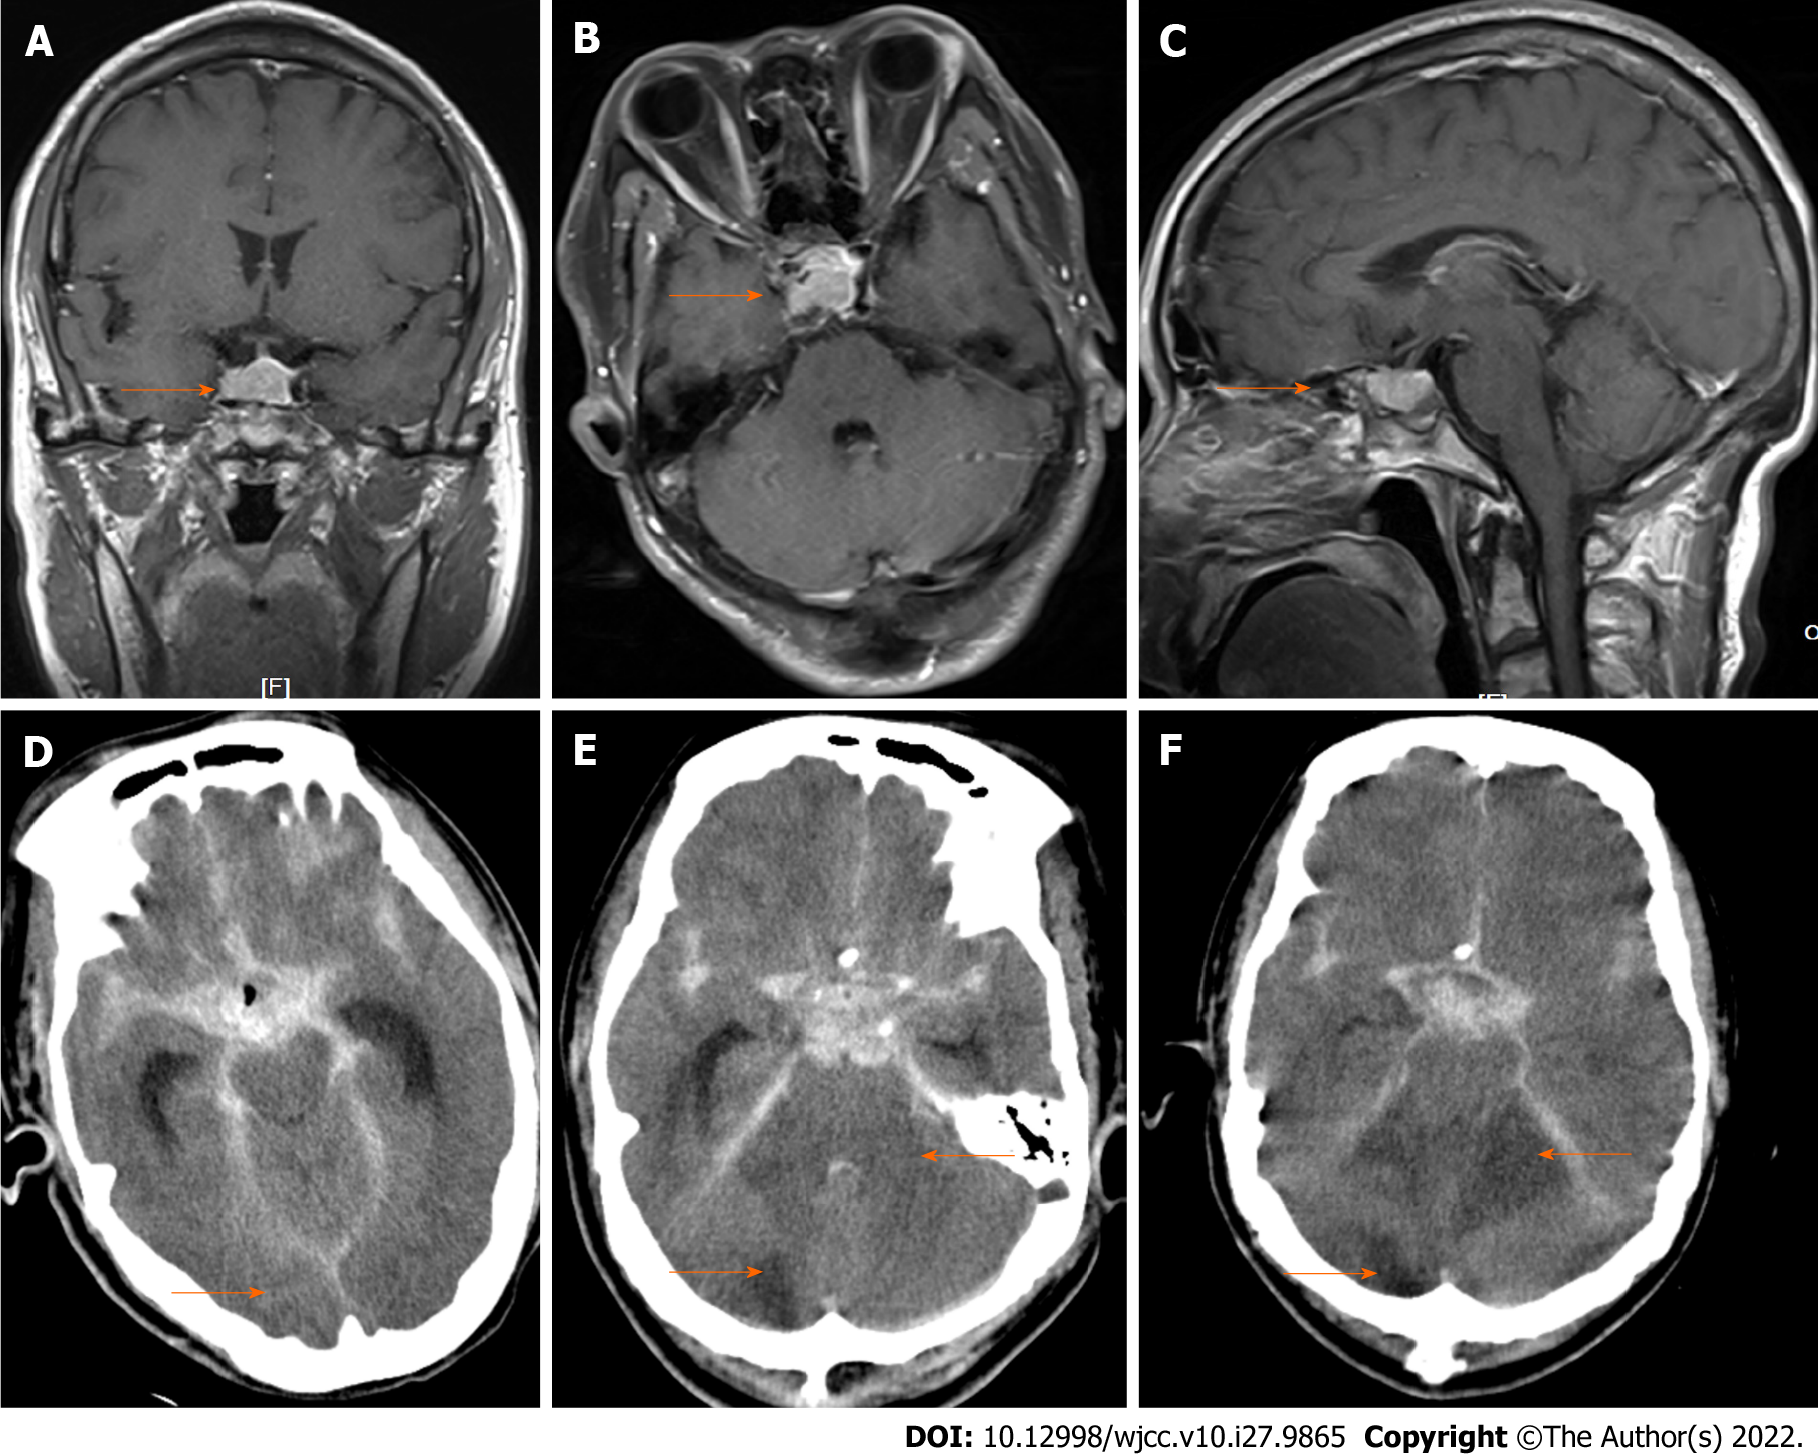 A
B
C
[F]
O
D
E
F
DOI: 10.12998/wjcc.v10.i27.9865 Copyright ©The Author(s) 2022.